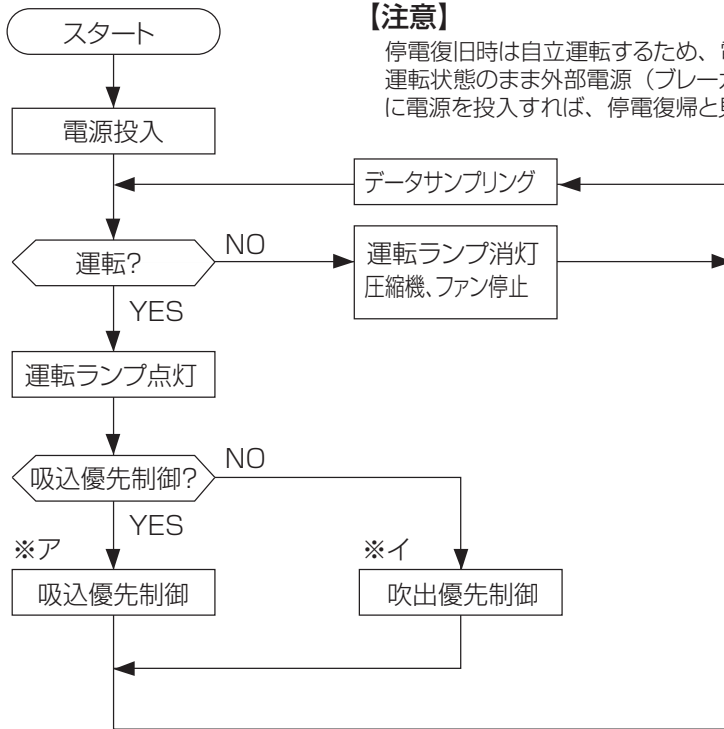 スタート
【注意】
停電復旧時は自立運転するため、
運転状態のまま外部電源(ブレーカ
に電源を投入すれば、停電復帰と
電源投入
データサンプリング
運転?
NO
運転ランプ消灯
圧縮機、ファン停止
YES
運転ランプ点灯
吸込優先制御?
NO
YES
※ア
※イ
吸込優先制御
吹出優先制御